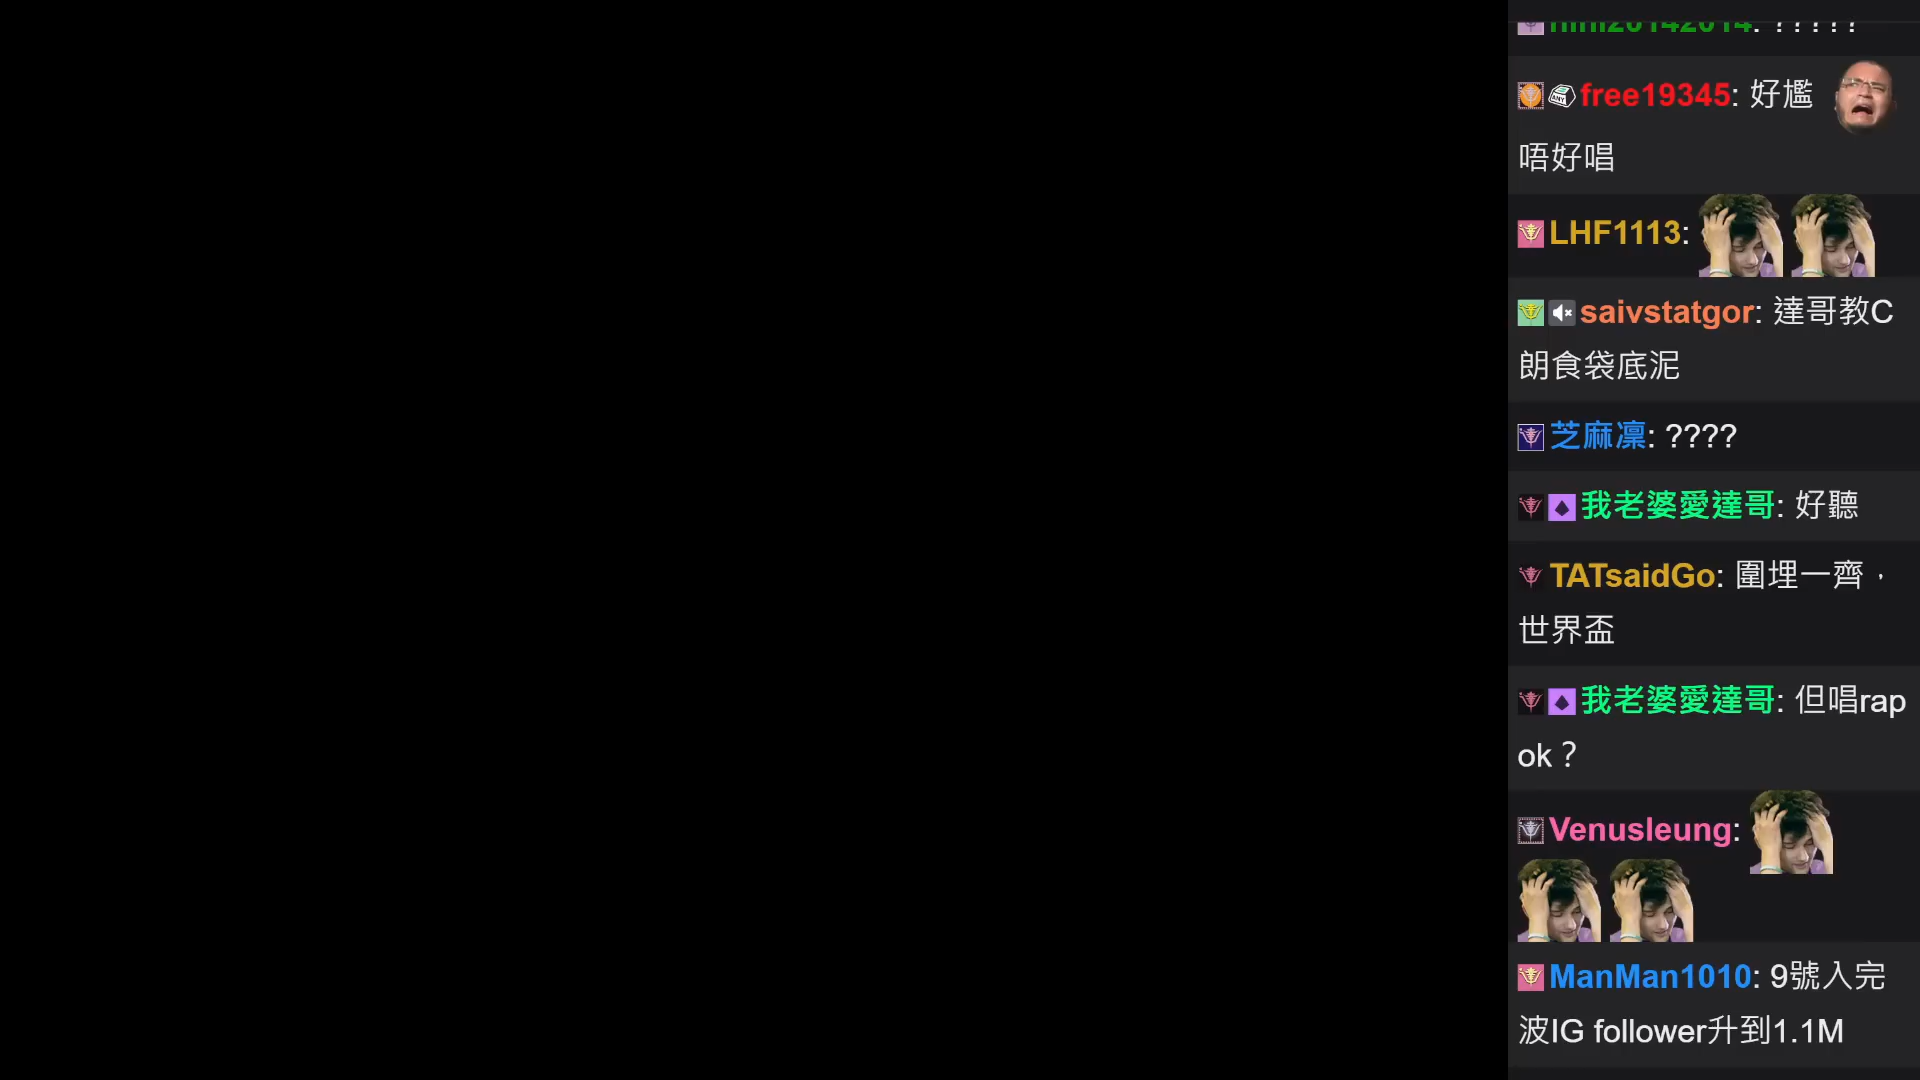 free19345: 好尷
唔好唱
LHF1113:
saivstatgor: 達哥教C
朗食袋底泥
芝麻凜: ????
我老婆愛達哥: 好聽
TATsaidGo: 圍埋一齊，
世界盃
我老婆愛達哥: 但唱rap
ok？
Venusleung:
ManMan1010: 9號入完
波IG follower升到1.1M